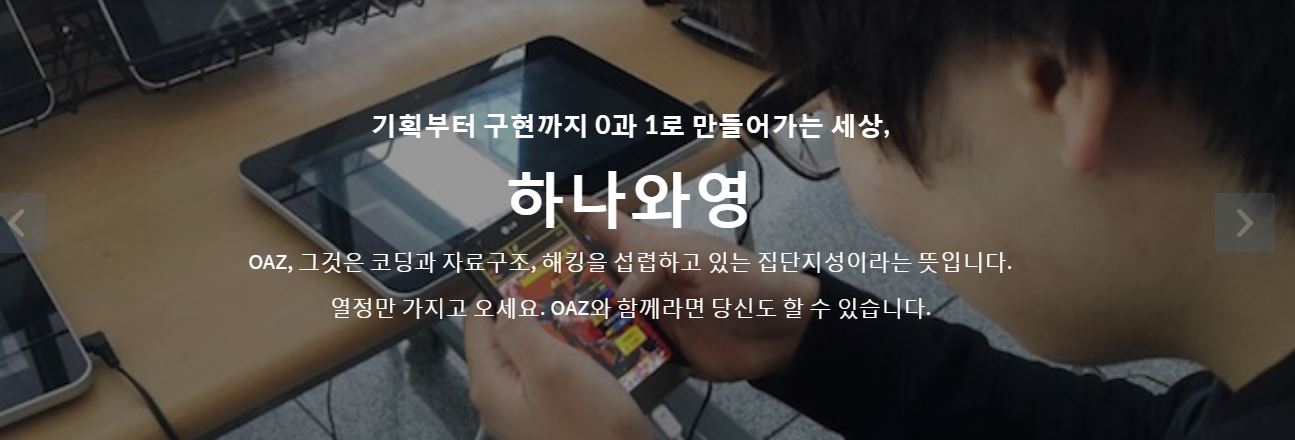 기획부터 구현까지 0과 1로 만들어가는 세상,
하나와영
OAZ, 그것은 코딩과 자료구조, 해킹을 섭렵하고 있는 집단지성이라는 뜻입니다.
열정만 가지고 오세요. OAZ와 함께라면 당신도 할 수 있습니다.
LG